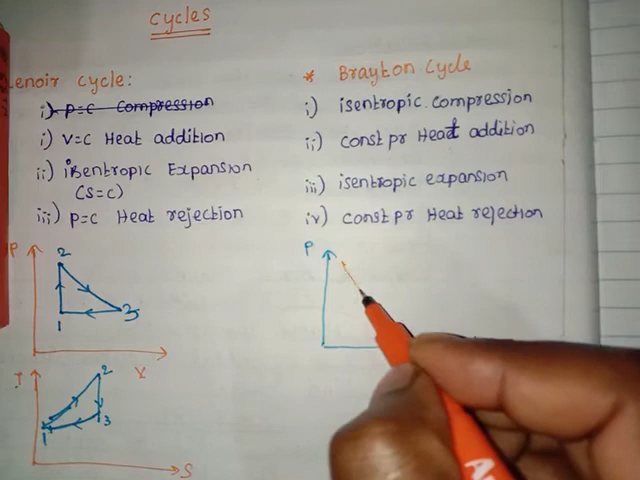 Cycles
enoir Cycle:
i) p=c Compression
i) V=C Heat addition
ii) isentropic Expansion
(S=C)
iii) p=c Heat rejection
P
2
1
3
V
T
2
3
1
S
* Brayton Cycle
i) isentropic compression
ii) const pr Heat addition
iii) isentropic expansion
iv) const pr Heat rejection
P